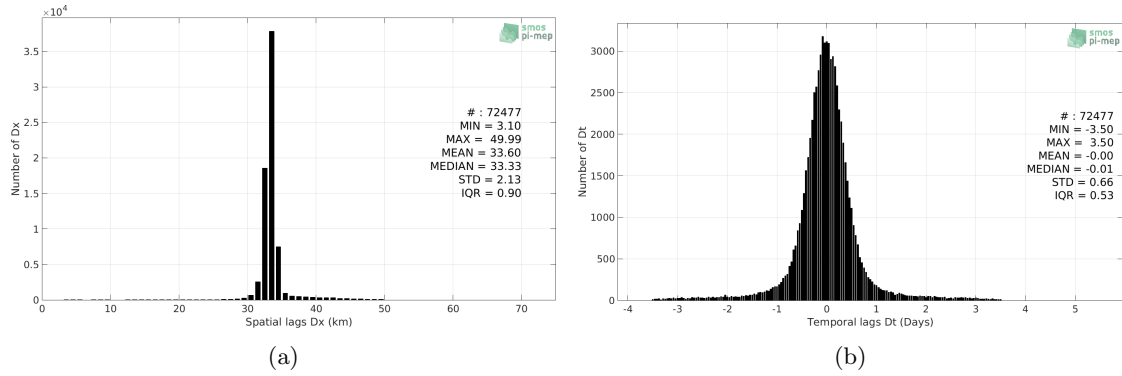 ×10⁴
3.5
3
2.5
2
1.5
1
0.5
0
0 10 20 30 40 50 60 70
Number of Dx
Spatial lags Dx (km)
smos
pi-mep
# : 72477
MIN = 3.10
MAX = 49.99
MEAN = 33.60
MEDIAN = 33.33
STD = 2.13
IQR = 0.90
(a)
3000
2500
2000
1500
1000
500
0
-4 -3 -2 -1 0 1 2 3 4 5
Number of Dt
Temporal lags Dt (Days)
smos
pi-mep
# : 72477
MIN = -3.50
MAX = 3.50
MEAN = -0.00
MEDIAN = -0.01
STD = 0.66
IQR = 0.53
(b)